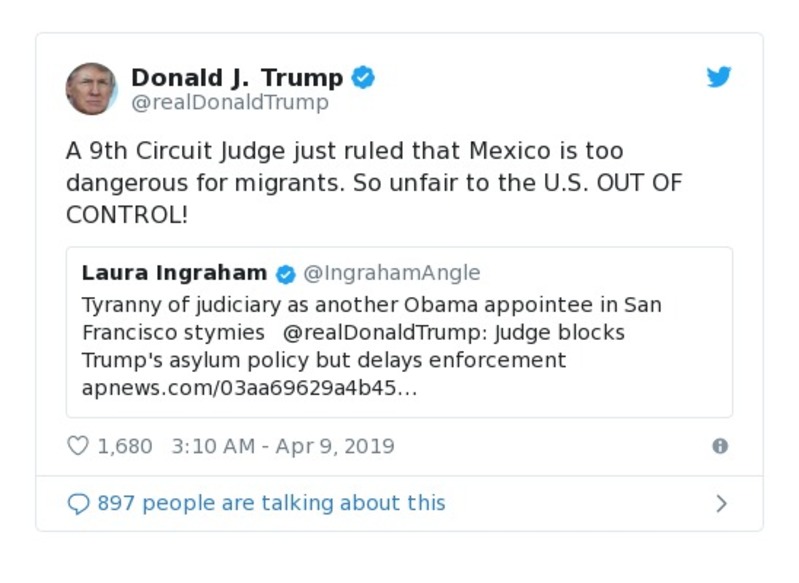 Donald J. Trump
@realDonaldTrump
A 9th Circuit Judge just ruled that Mexico is too
dangerous for migrants. So unfair to the U.S. OUT OF
CONTROL!
Laura Ingraham @IngrahamAngle
Tyranny of judiciary as another Obama appointee in San
Francisco stymies @realDonaldTrump: Judge blocks
Trump's asylum policy but delays enforcement
apnews.com/03aa69629a4b45…
1,680 3:10 AM - Apr 9, 2019
897 people are talking about this